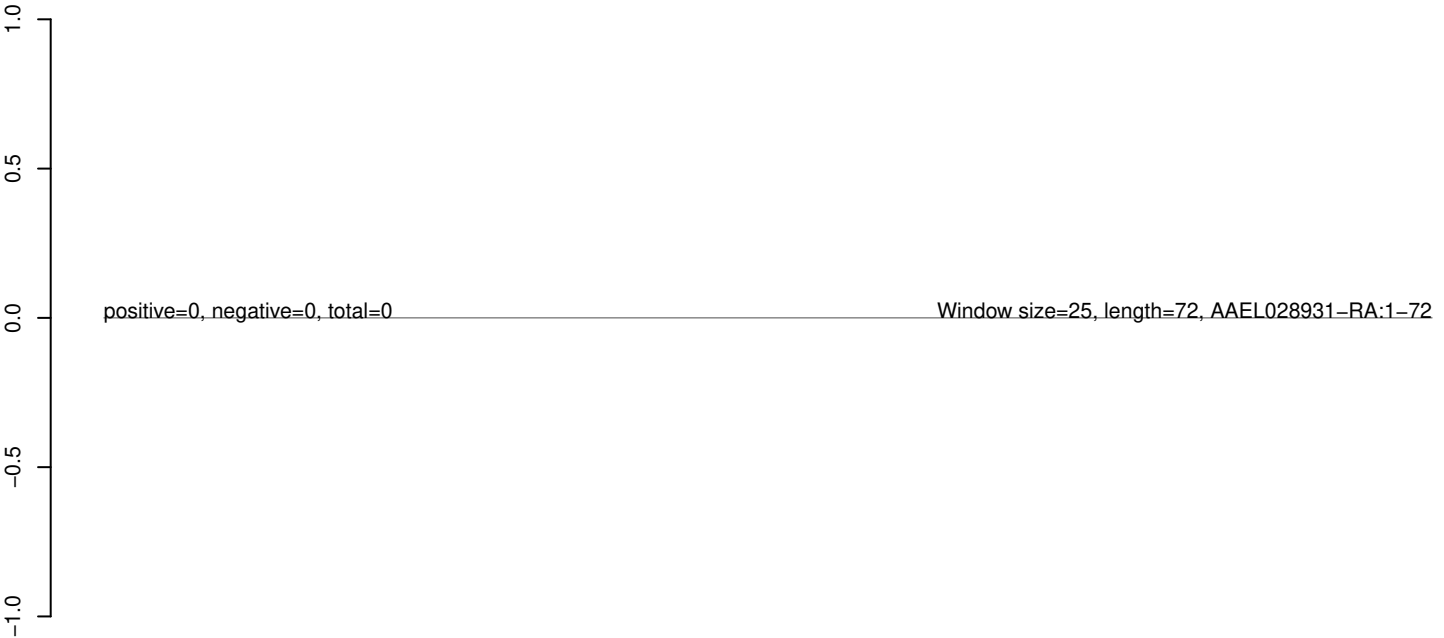 1.0
0.5
0.0
−0.5
−1.0
positive=0, negative=0, total=0
Window size=25, length=72, AAEL028931−RA:1−72